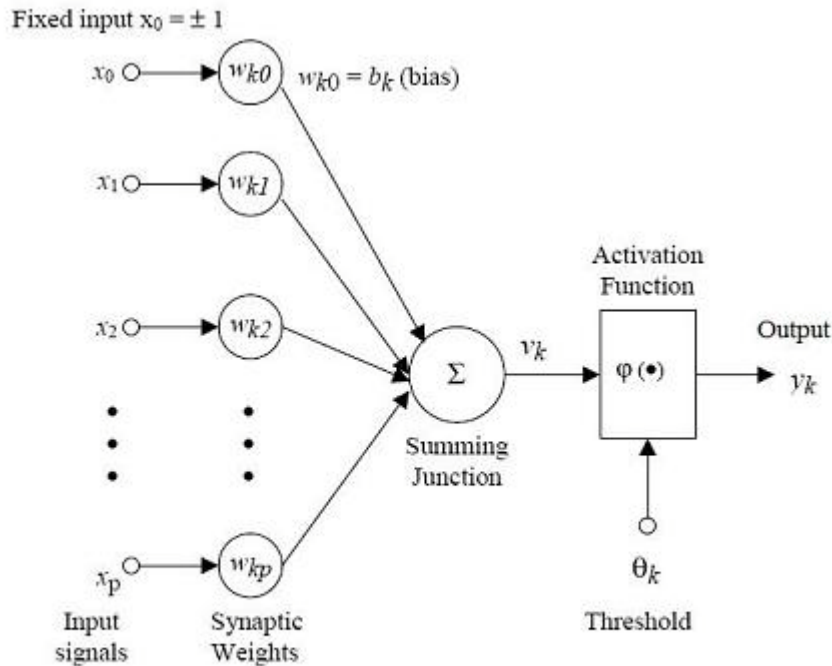 Fixed input x₀ = ± 1
x₀
w_k0
w_k0 = b_k (bias)
x₁
w_k1
Activation
Function
x₂
w_k2
Output
Σ
v_k
φ (•)
y_k
Summing
Junction
x_p
w_kp
θ_k
Input
signals
Synaptic
Weights
Threshold